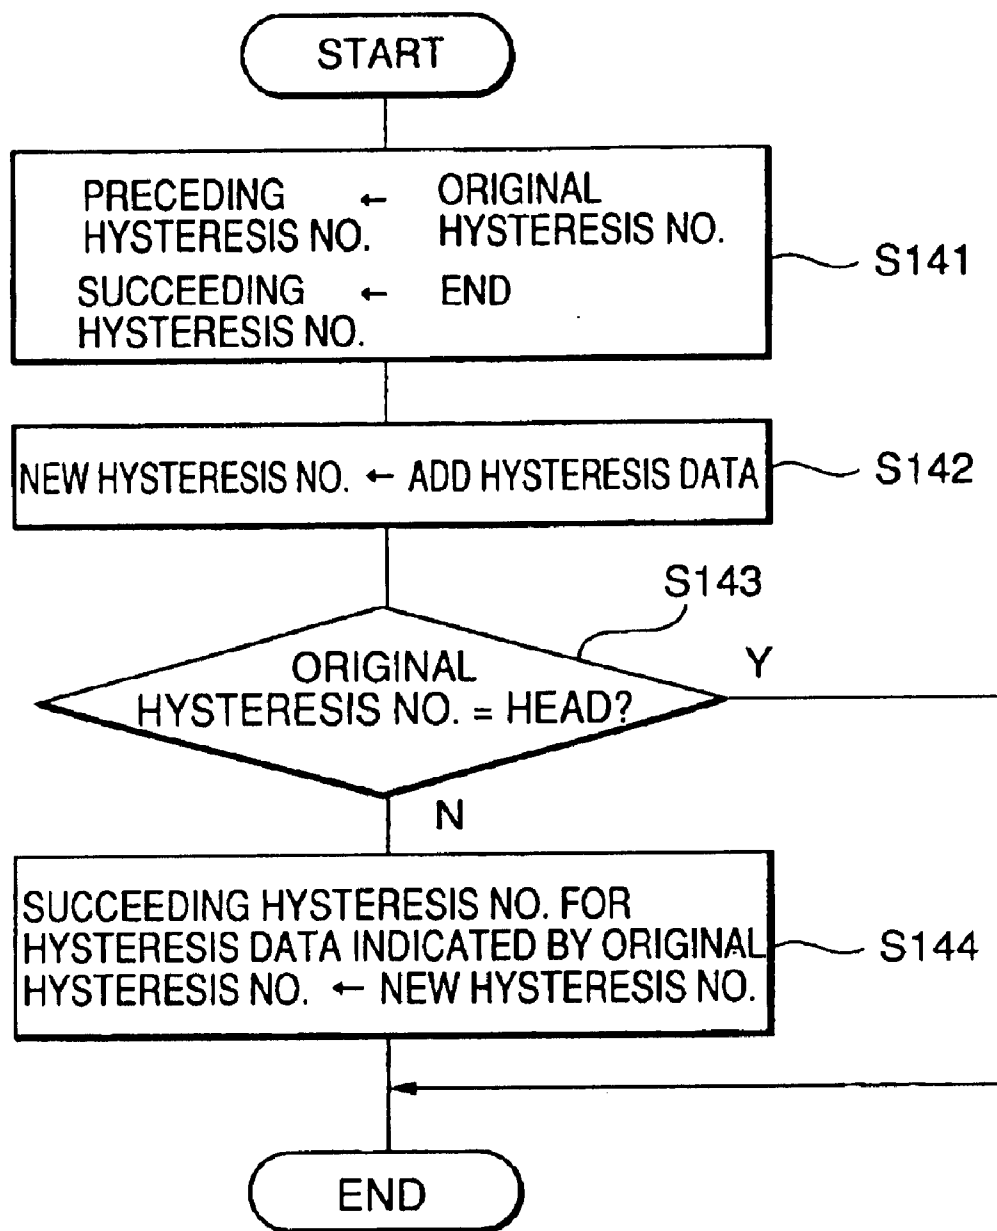 START
PRECEDING ← ORIGINAL
HYSTERESIS NO. HYSTERESIS NO.
SUCCEEDING ← END
HYSTERESIS NO.
S141
NEW HYSTERESIS NO. ← ADD HYSTERESIS DATA
S142
S143
ORIGINAL
HYSTERESIS NO. = HEAD?
Y
N
SUCCEEDING HYSTERESIS NO. FOR
HYSTERESIS DATA INDICATED BY ORIGINAL
HYSTERESIS NO. ← NEW HYSTERESIS NO.
S144
END